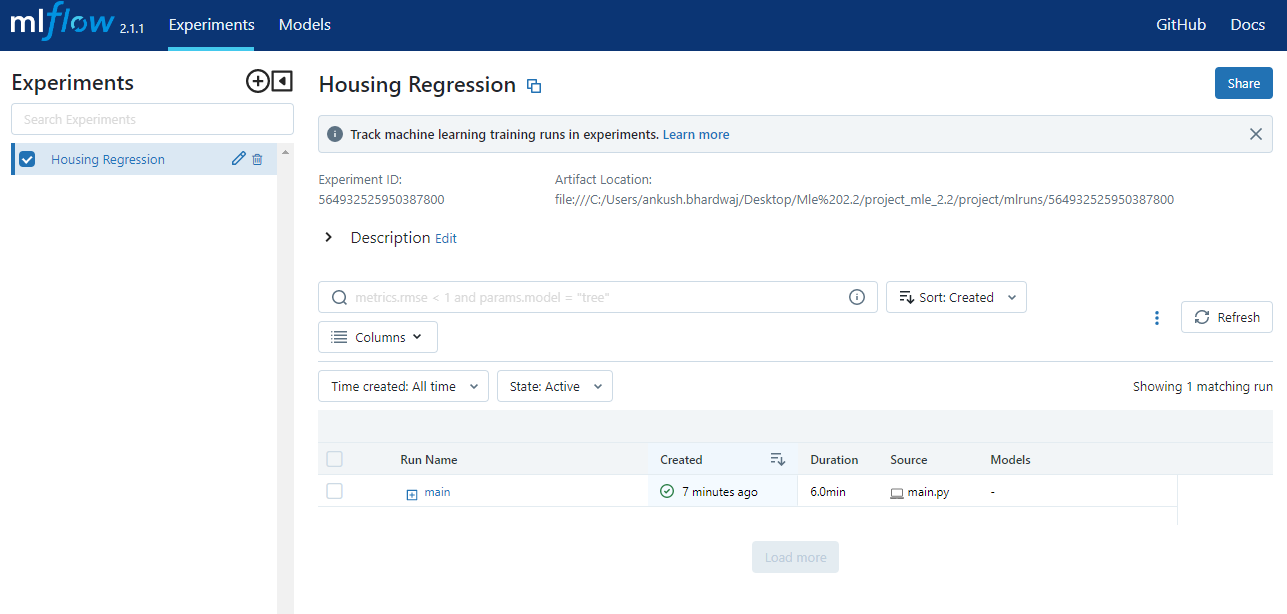 mlflow 2.1.1 Experiments Models GitHub Docs
Experiments
Search Experiments
Housing Regression
Housing Regression
Share
Track machine learning training runs in experiments. Learn more
Experiment ID: Artifact Location:
564932525950387800 file:///C:/Users/ankush.bhardwaj/Desktop/Mle%202.2/project_mle_2.2/project/mlruns/564932525950387800
Description Edit
metrics.rmse < 1 and params.model = "tree" Sort: Created
Refresh
Columns
Time created: All time State: Active Showing 1 matching run
Run Name Created Duration Source Models
main 7 minutes ago 6.0min main.py -
Load more